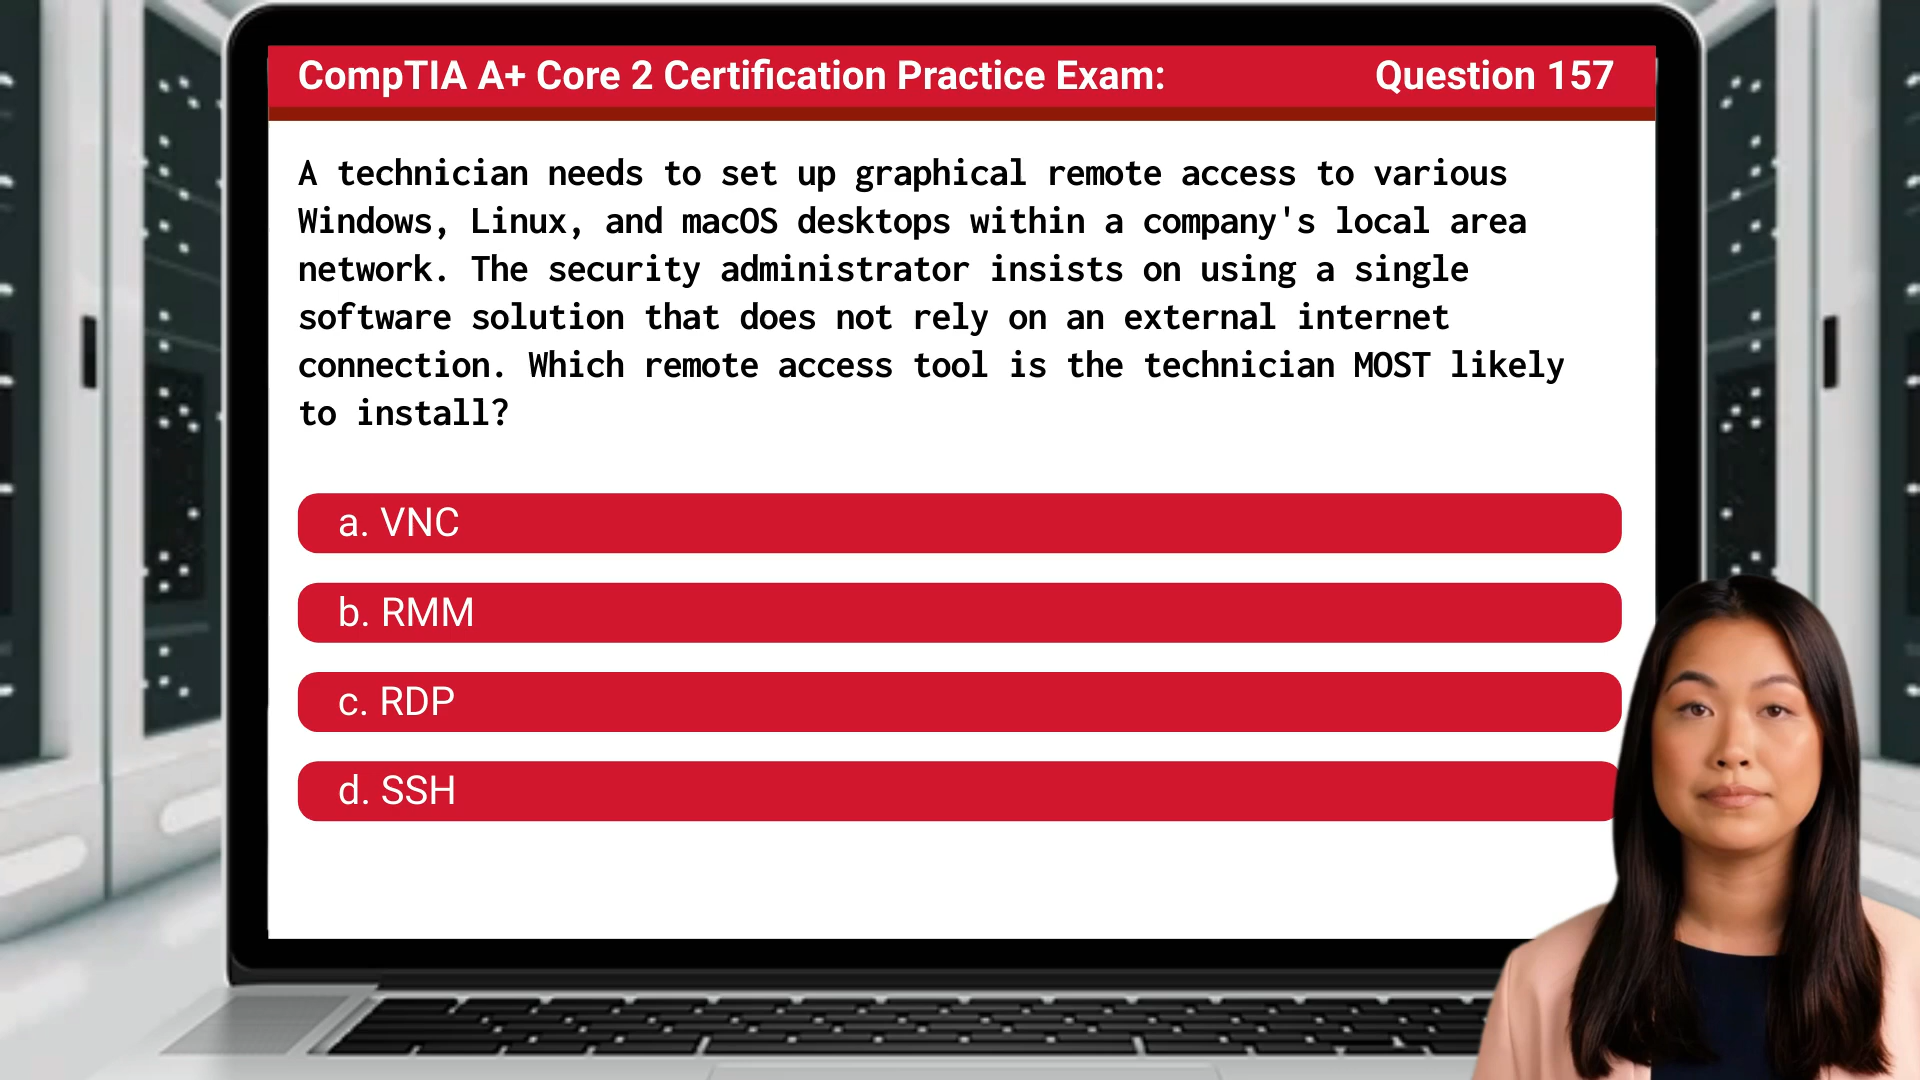 CompTIA A+ Core 2 Certification Practice Exam: Question 157
A technician needs to set up graphical remote access to various
Windows, Linux, and macOS desktops within a company's local area
network. The security administrator insists on using a single
software solution that does not rely on an external internet
connection. Which remote access tool is the technician MOST likely
to install?
a. VNC
b. RMM
c. RDP
d. SSH